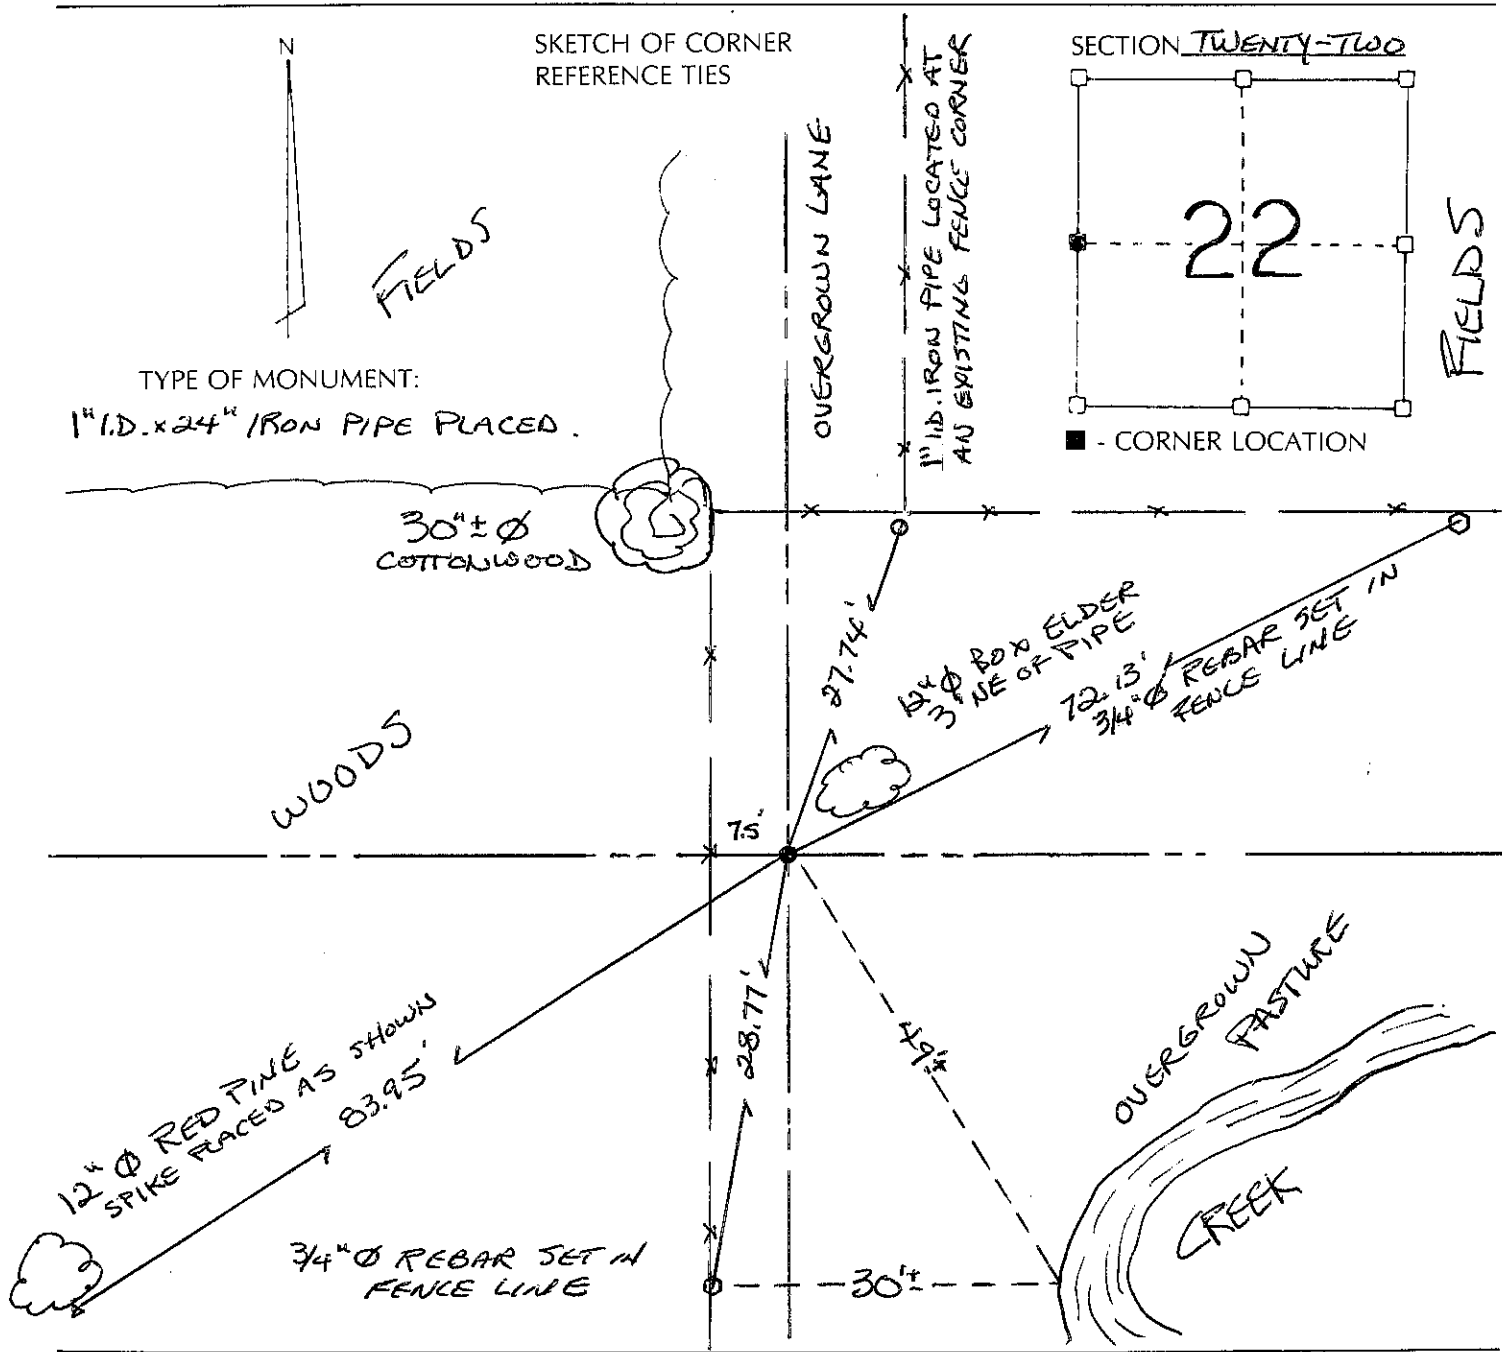 N
SKETCH OF CORNER
REFERENCE TIES
SECTION TWENTY-TWO
22
■ - CORNER LOCATION
FIELDS
FIELDS
OVERGROWN LANE
1" I.D. IRON PIPE LOCATED AT
AN EXISTING FENCE CORNER
TYPE OF MONUMENT:
1" I.D. x 24" IRON PIPE PLACED.
30"± Ø
COTTONWOOD
27.74'
12" Ø BOX ELDER
3' NE OF PIPE
72.13'
3/4" Ø REBAR SET IN
FENCE LINE
WOODS
7.5'
28.77'
49'±
OVERGROWN
PASTURE
CREEK
12" Ø RED PINE
SPIKE PLACED AS SHOWN
83.95'
3/4" Ø REBAR SET IN
FENCE LINE
30'±